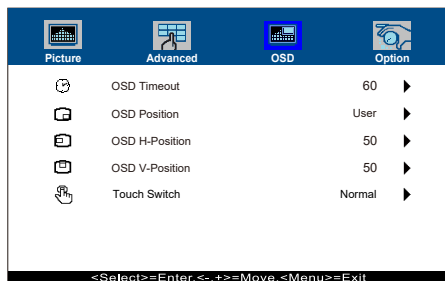 Picture Advanced OSD Option
OSD Timeout 60
OSD Position User
OSD H-Position 50
OSD V-Position 50
Touch Switch Normal
<Select>=Enter,<-,+>=Move,<Menu>=Exit